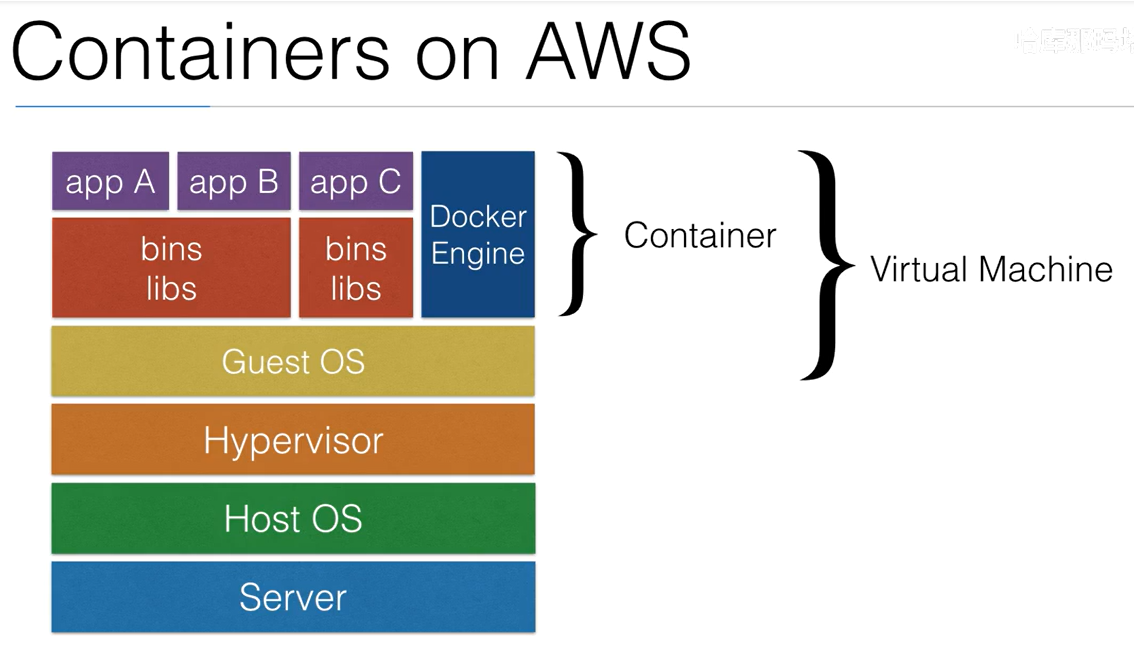 Containers on AWS
app A
app B
app C
Docker
Engine
bins
libs
bins
libs
Container
Virtual Machine
Guest OS
Hypervisor
Host OS
Server